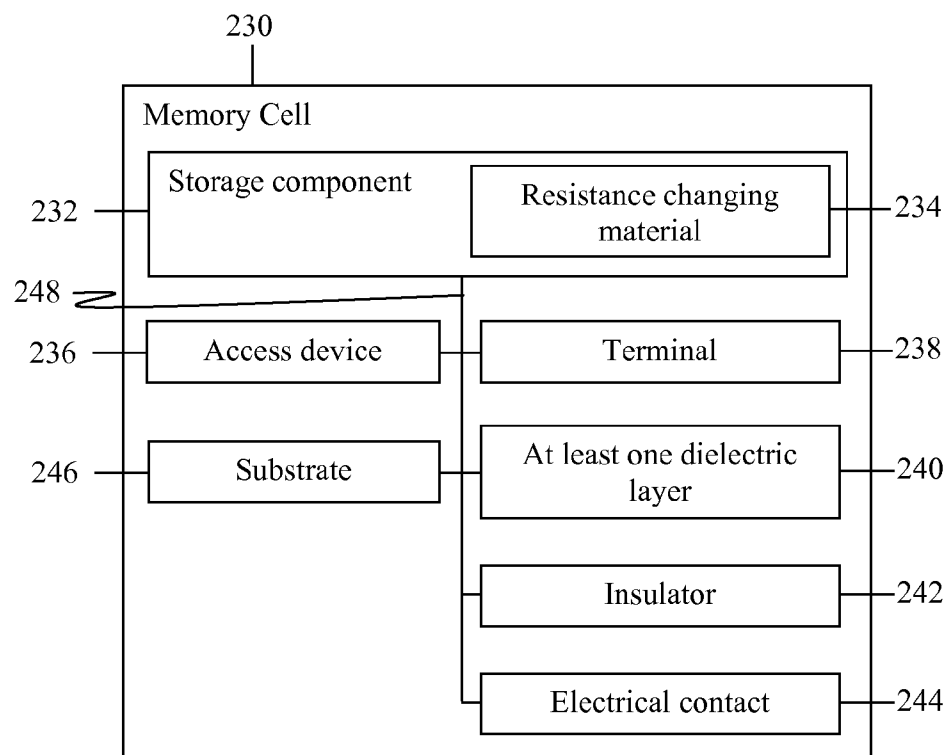 230
Memory Cell
Storage component
Resistance changing
material
232
234
248
236
Access device
Terminal
238
246
Substrate
At least one dielectric
layer
240
Insulator
242
Electrical contact
244